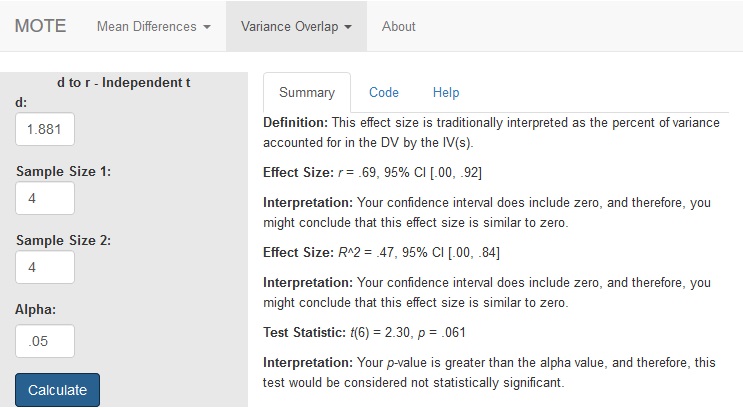 MOTE Mean Differences Variance Overlap About
d to r - Independent t
d:
1.881
Sample Size 1:
4
Sample Size 2:
4
Alpha:
.05
Calculate
Summary Code Help
Definition: This effect size is traditionally interpreted as the percent of variance
accounted for in the DV by the IV(s).
Effect Size: r = .69, 95% CI [.00, .92]
Interpretation: Your confidence interval does include zero, and therefore, you
might conclude that this effect size is similar to zero.
Effect Size: R^2 = .47, 95% CI [.00, .84]
Interpretation: Your confidence interval does include zero, and therefore, you
might conclude that this effect size is similar to zero.
Test Statistic: t(6) = 2.30, p = .061
Interpretation: Your p-value is greater than the alpha value, and therefore, this
test would be considered not statistically significant.